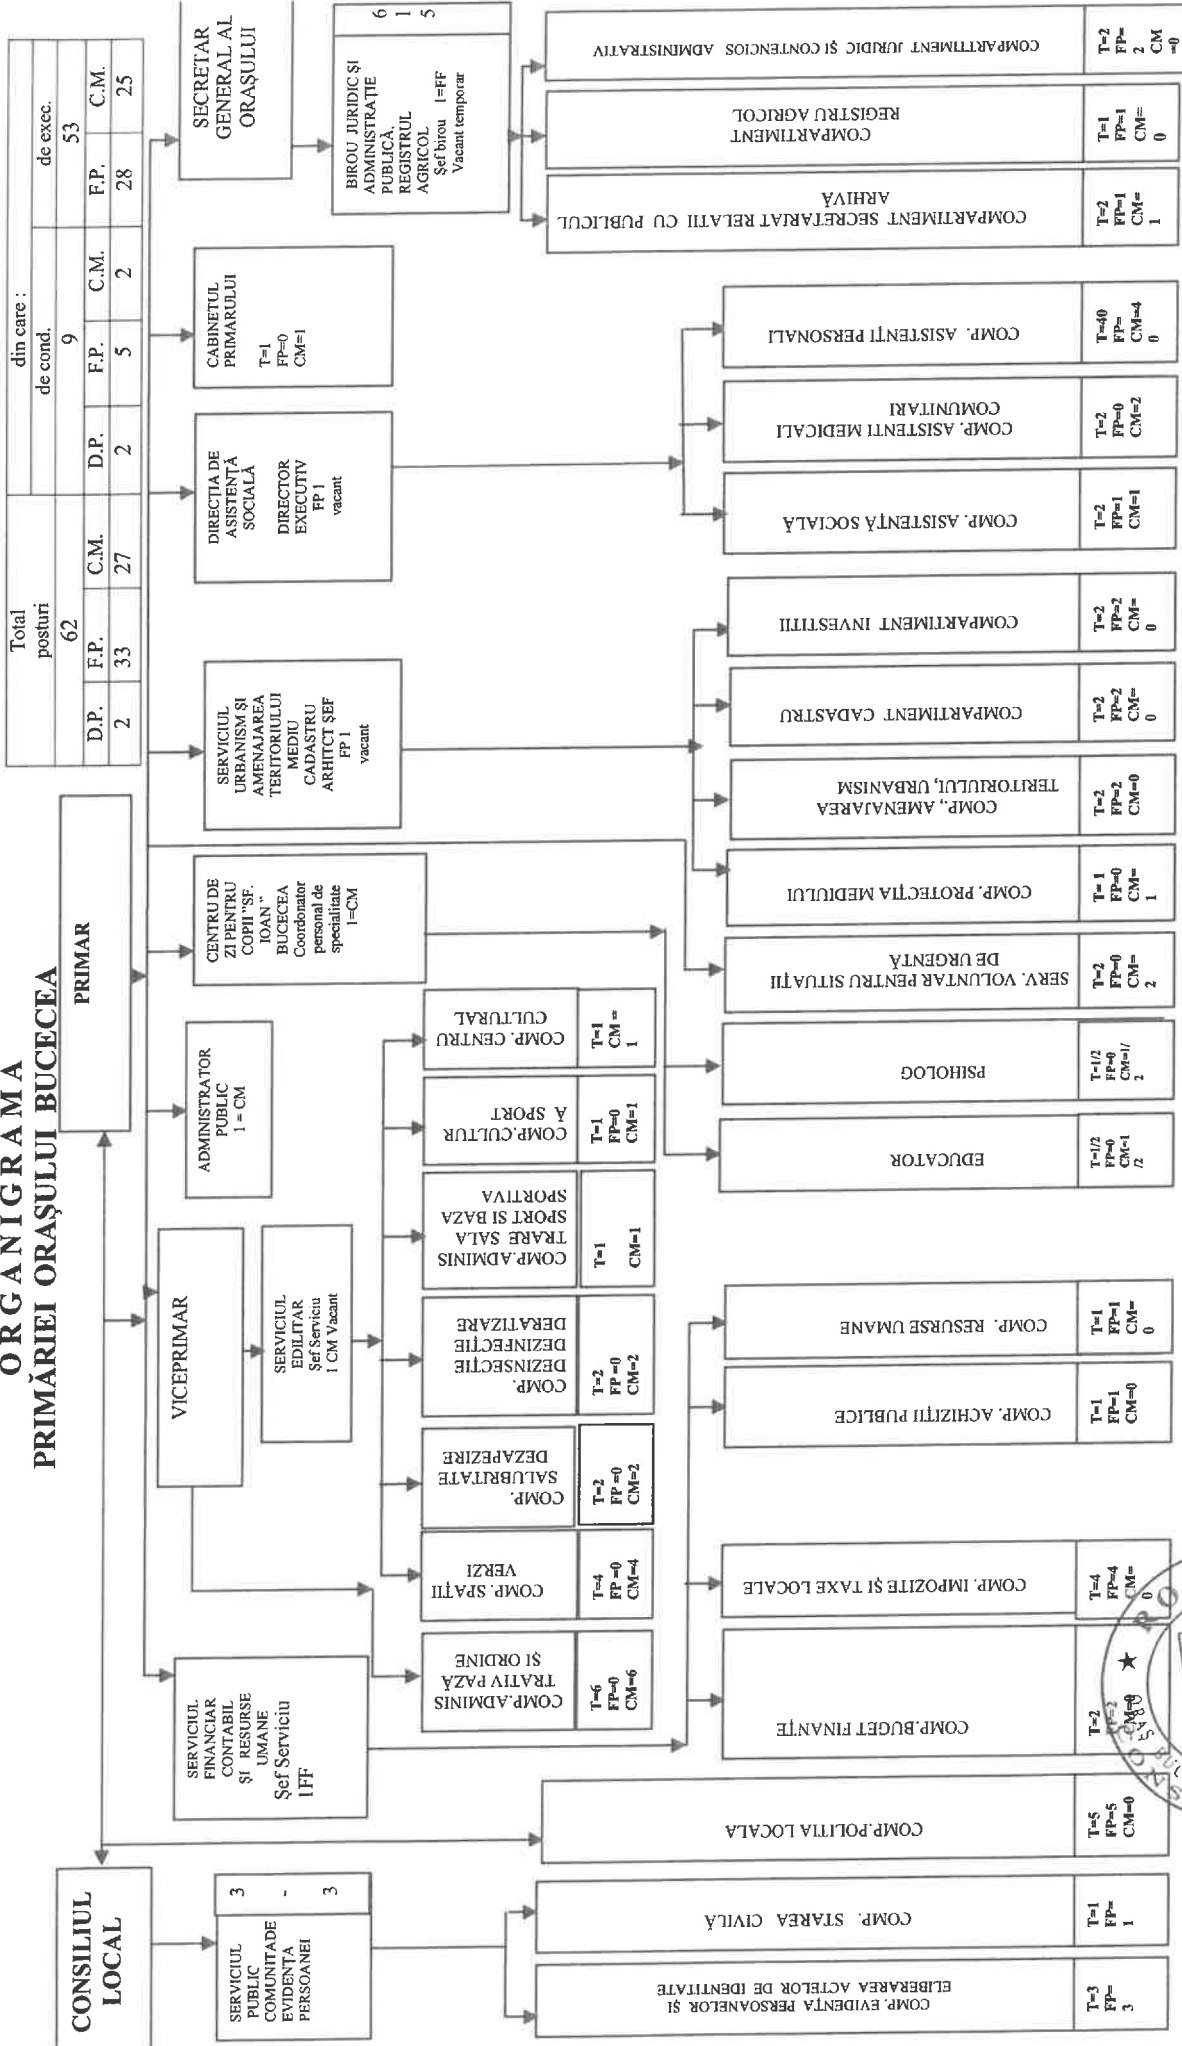 ORGANIGRAMA
PRIMĂRIEI ORAȘULUI BUCECEA
Total
posturi
din care :
de cond.
de exec.
62
9
53
D.P.
F.P.
C.M.
D.P.
F.P.
C.M.
F.P.
C.M.
2
33
27
2
5
2
28
25
CONSILIUL
LOCAL
PRIMAR
SERVICIUL
PUBLIC
COMUNITADE
EVIDENȚA
PERSOANEI
3
-
3
SERVICIUL
FINANCIAR
CONTABIL
ȘI RESURSE
UMANE
Șef Serviciu
1FF
VICEPRIMAR
ADMINISTRATOR
PUBLIC
1 = CM
CENTRU DE
ZI PENTRU
COPII "SF.
IOAN"
BUCECEA
Coordonator
personal de
specialitate
1=CM
SERVICIUL
URBANISM ȘI
AMENAJAREA
TERITORIULUI
MEDIU
CADASTRU
ARHITCT ȘEF
FP 1
vacant
DIRECȚIA DE
ASISTENȚĂ
SOCIALĂ
DIRECTOR
EXECUTIV
FP 1
vacant
CABINETUL
PRIMARULUI
T=1
FP=0
CM=1
SECRETAR
GENERAL AL
ORAȘULUI
BIROU JURIDIC ȘI
ADMINISTRAȚIE
PUBLICĂ,
REGISTRUL
AGRICOL
Șef birou 1=FF
Vacant temporar
6
1
5
SERVICIUL
EDILITAR
Șef Serviciu
1 CM Vacant
COMP.ADMINIS
TRATIV PAZĂ
ȘI ORDINE
T=6
FP=0
CM=6
COMP. SPAȚII
VERZI
T=4
FP =0
CM=4
COMP.
SALUBRITATE
DEZAPEZIRE
T=2
FP =0
CM=2
COMP.
DEZINSECȚIE
DEZINFECȚIE
DERATIZARE
T=2
FP =0
CM=2
COMP.ADMINIS
TRARE SALA
SPORT SI BAZA
SPORTIVA
T=1
CM=1
COMP.CULTUR
Ă SPORT
T=1
FP=0
CM=1
COMP. CENTRU
CULTURAL
T=1
CM =
1
COMP. EVIDENȚA PERSOANELOR ȘI
ELIBERAREA ACTELOR DE IDENTITATE
T=3
FP=
3
COMP. STAREA CIVILĂ
T=1
FP=
1
COMP.POLITIA LOCALA
T=5
FP=5
CM=0
COMP.BUGET FINANȚE
T=2
COMP. IMPOZITE ȘI TAXE LOCALE
T=4
FP=4
CM=
0
COMP. ACHIZIȚII PUBLICE
T=1
FP=1
CM=0
COMP. RESURSE UMANE
T=1
FP=1
CM=
0
EDUCATOR
T=1/2
FP=0
CM=1
/2
PSIHOLOG
T=1/2
FP=0
CM=1/
2
SERV. VOLUNTAR PENTRU SITUAȚII
DE URGENȚĂ
T=2
FP=0
CM=
2
COMP. PROTECȚIA MEDIULUI
T= 1
FP=0
CM=
1
COMP., AMENAJAREA
TERITORIULUI, URBANISM
T=2
FP=2
CM=0
COMPARTIMENT CADASTRU
T=2
FP=2
CM=
0
COMPARTIMENT INVESTITII
T=2
FP=2
CM=
0
COMP. ASISTENȚĂ SOCIALĂ
T=2
FP=1
CM=1
COMP. ASISTENTI MEDICALI
COMUNITARI
T=2
FP=0
CM=2
COMP. ASISTENȚI PERSONALI
T=40
FP=
CM=4
0
COMPARTIMENT SECRETARIAT RELATII CU PUBLICUL
ARHIVĂ
T=2
FP=1
CM=
1
COMPARTIMENT
REGISTRU AGRICOL
T=1
FP=1
CM=
0
COMPARTIMENT JURIDIC ȘI CONTENCIOS ADMINISTRATIV
T=2
FP=
2
CM
=0